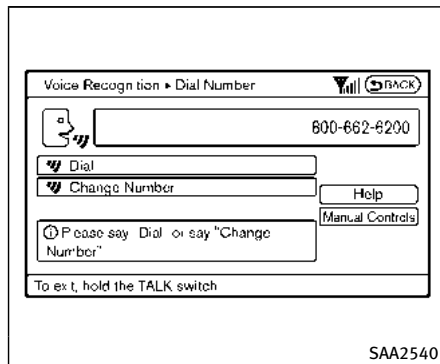 Voice Recognition ▸ Dial Number BACK
800-662-6200
Dial
Change Number
Help
Manual Controls
Please say "Dial" or say "Change
Number"
To exit, hold the TALK switch
SAA2540